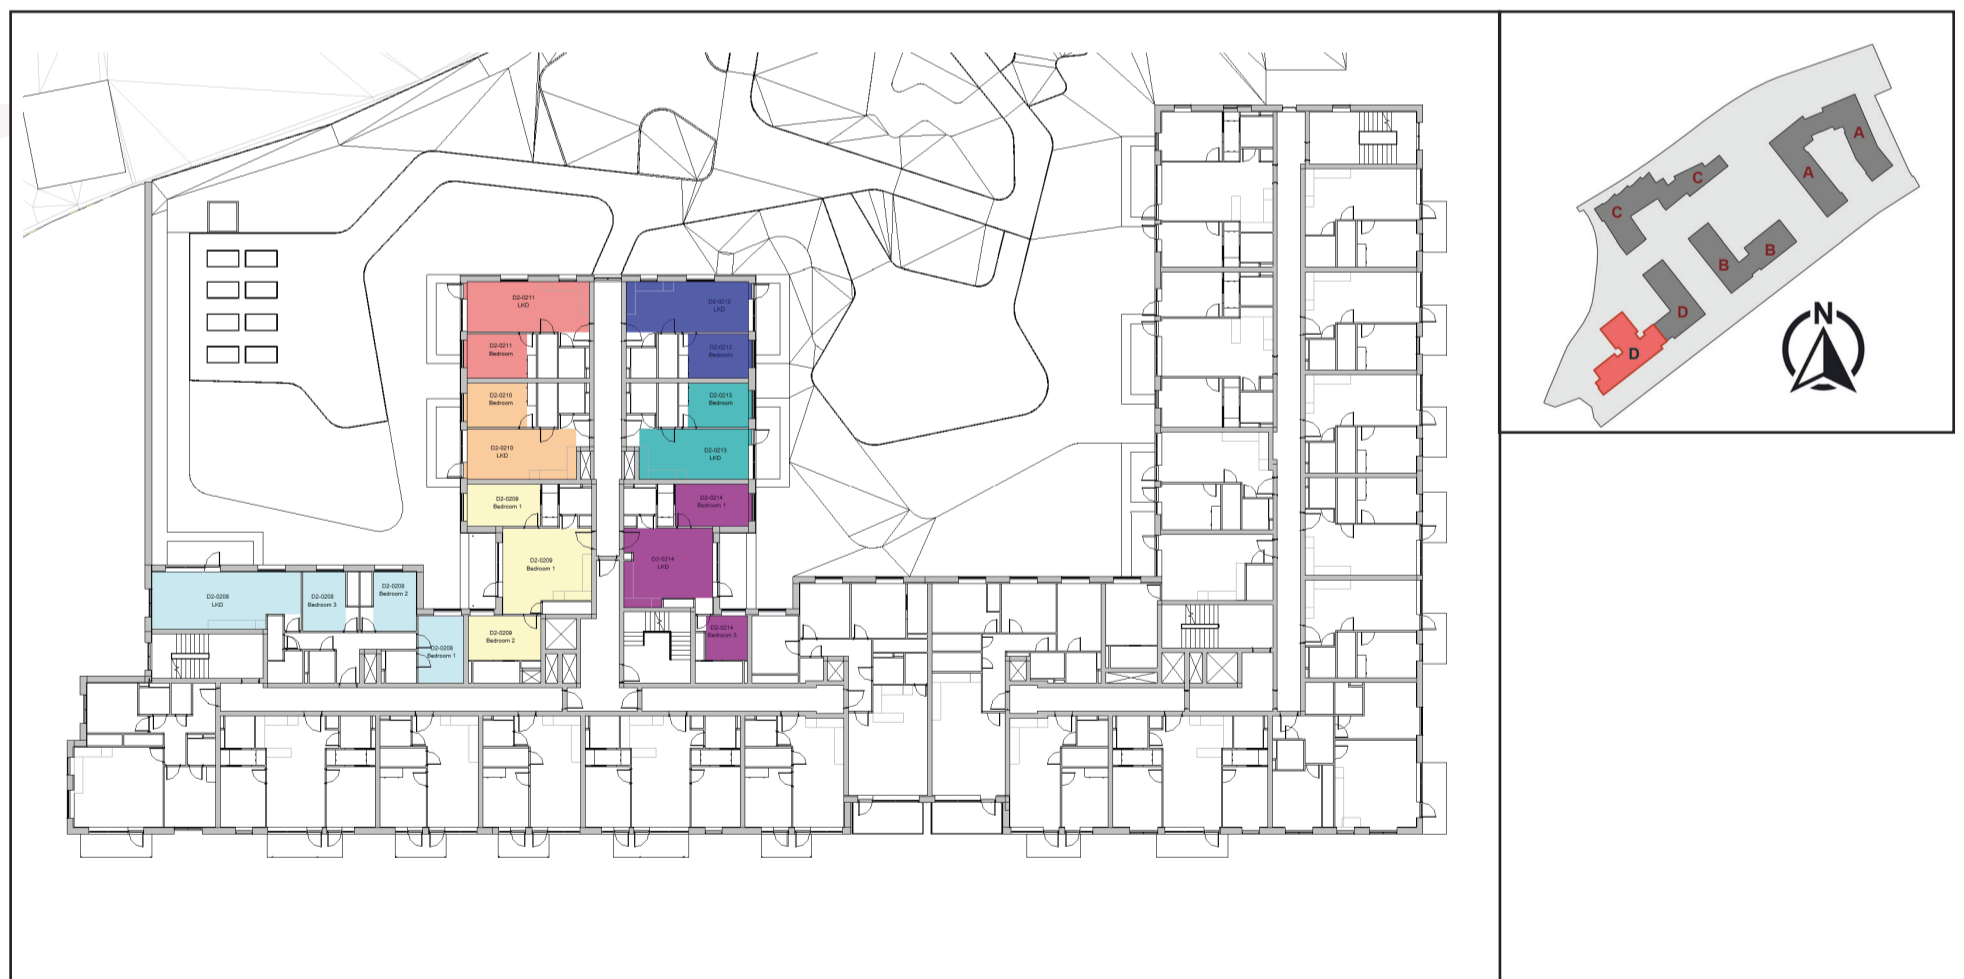 D2-0211
LKD
D2-0212
LKD
D2-0211
Bedroom
D2-0212
Bedroom
D2-0210
Bedroom
D2-0213
Bedroom
D2-0210
LKD
D2-0213
LKD
D2-0209
Bedroom 1
D2-0214
Bedroom 1
D2-0209
Bedroom 1
D2-0214
LKD
D2-0208
LKD
D2-0208
Bedroom 3
D2-0208
Bedroom 2
D2-0208
Bedroom 1
D2-0209
Bedroom 2
D2-0214
Bedroom 3
A
A
C
C
B
B
D
D
N